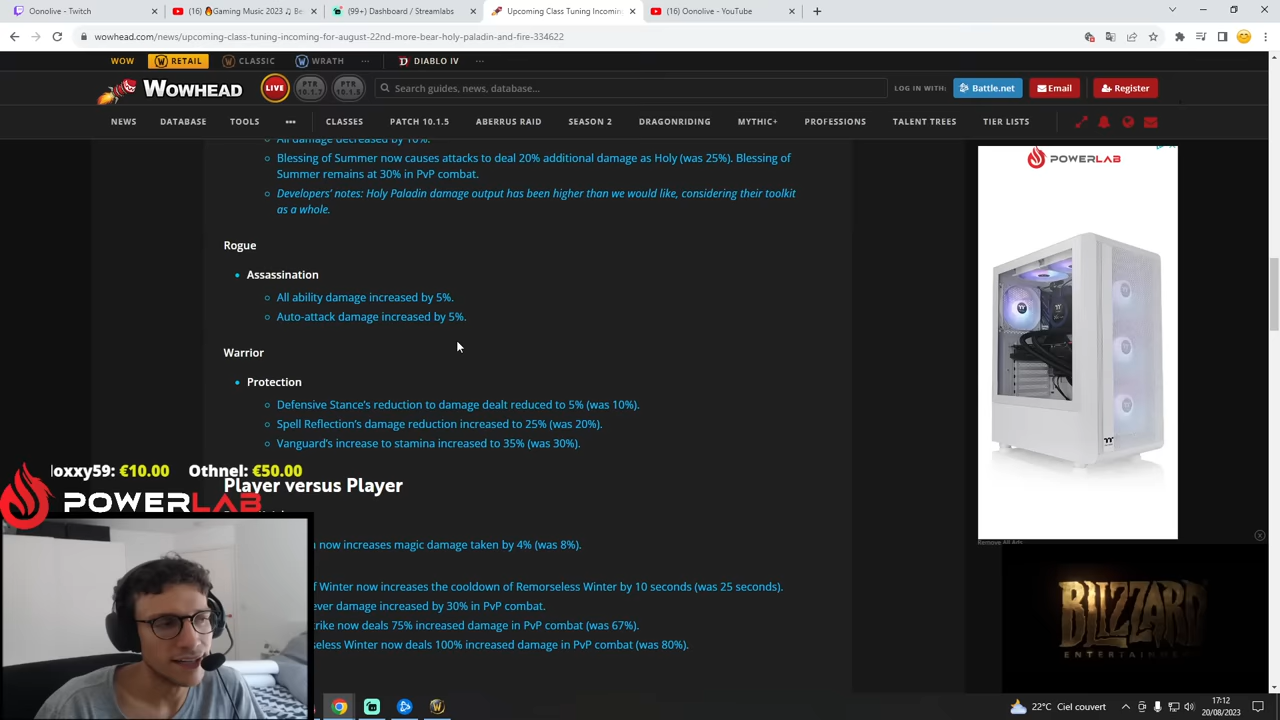 Oonolive - Twitch
(16) 🔥Gaming Music 2023 ♫ Be
(99+) Dashboard / Streamlabs
Upcoming Class Tuning Incomin
(16) Oonolive - YouTube
wowhead.com/news/upcoming-class-tuning-incoming-for-august-22nd-more-bear-holy-paladin-and-fire-334622
WOW
RETAIL
CLASSIC
WRATH
DIABLO IV
WOWHEAD
LIVE
PTR
PTR
Search guides, news, database...
LOG IN WITH:
Battle.net
Email
Register
NEWS
DATABASE
TOOLS
CLASSES
PATCH 10.1.5
ABERRUS RAID
SEASON 2
DRAGONRIDING
MYTHIC+
PROFESSIONS
TALENT TREES
TIER LISTS
All damage decreased by 10%.
Blessing of Summer now causes attacks to deal 20% additional damage as Holy (was 25%). Blessing of
Summer remains at 30% in PvP combat.
Developers' notes: Holy Paladin damage output has been higher than we would like, considering their toolkit
as a whole.
Rogue
Assassination
All ability damage increased by 5%.
Auto-attack damage increased by 5%.
Warrior
Protection
Defensive Stance's reduction to damage dealt reduced to 5% (was 10%).
Spell Reflection's damage reduction increased to 25% (was 20%).
Vanguard's increase to stamina increased to 35% (was 30%).
oxxy59: €10.00 Othnel: €50.00
Player versus Player
POWERLAB
now increases magic damage taken by 4% (was 8%).
f Winter now increases the cooldown of Remorseless Winter by 10 seconds (was 25 seconds).
ever damage increased by 30% in PvP combat.
trike now deals 75% increased damage in PvP combat (was 67%).
seless Winter now deals 100% increased damage in PvP combat (was 80%).
POWERLAB
Remove All Ads
BLIZZARD
ENTERTAINMENT
22°C Ciel couvert
17:12
20/08/2023